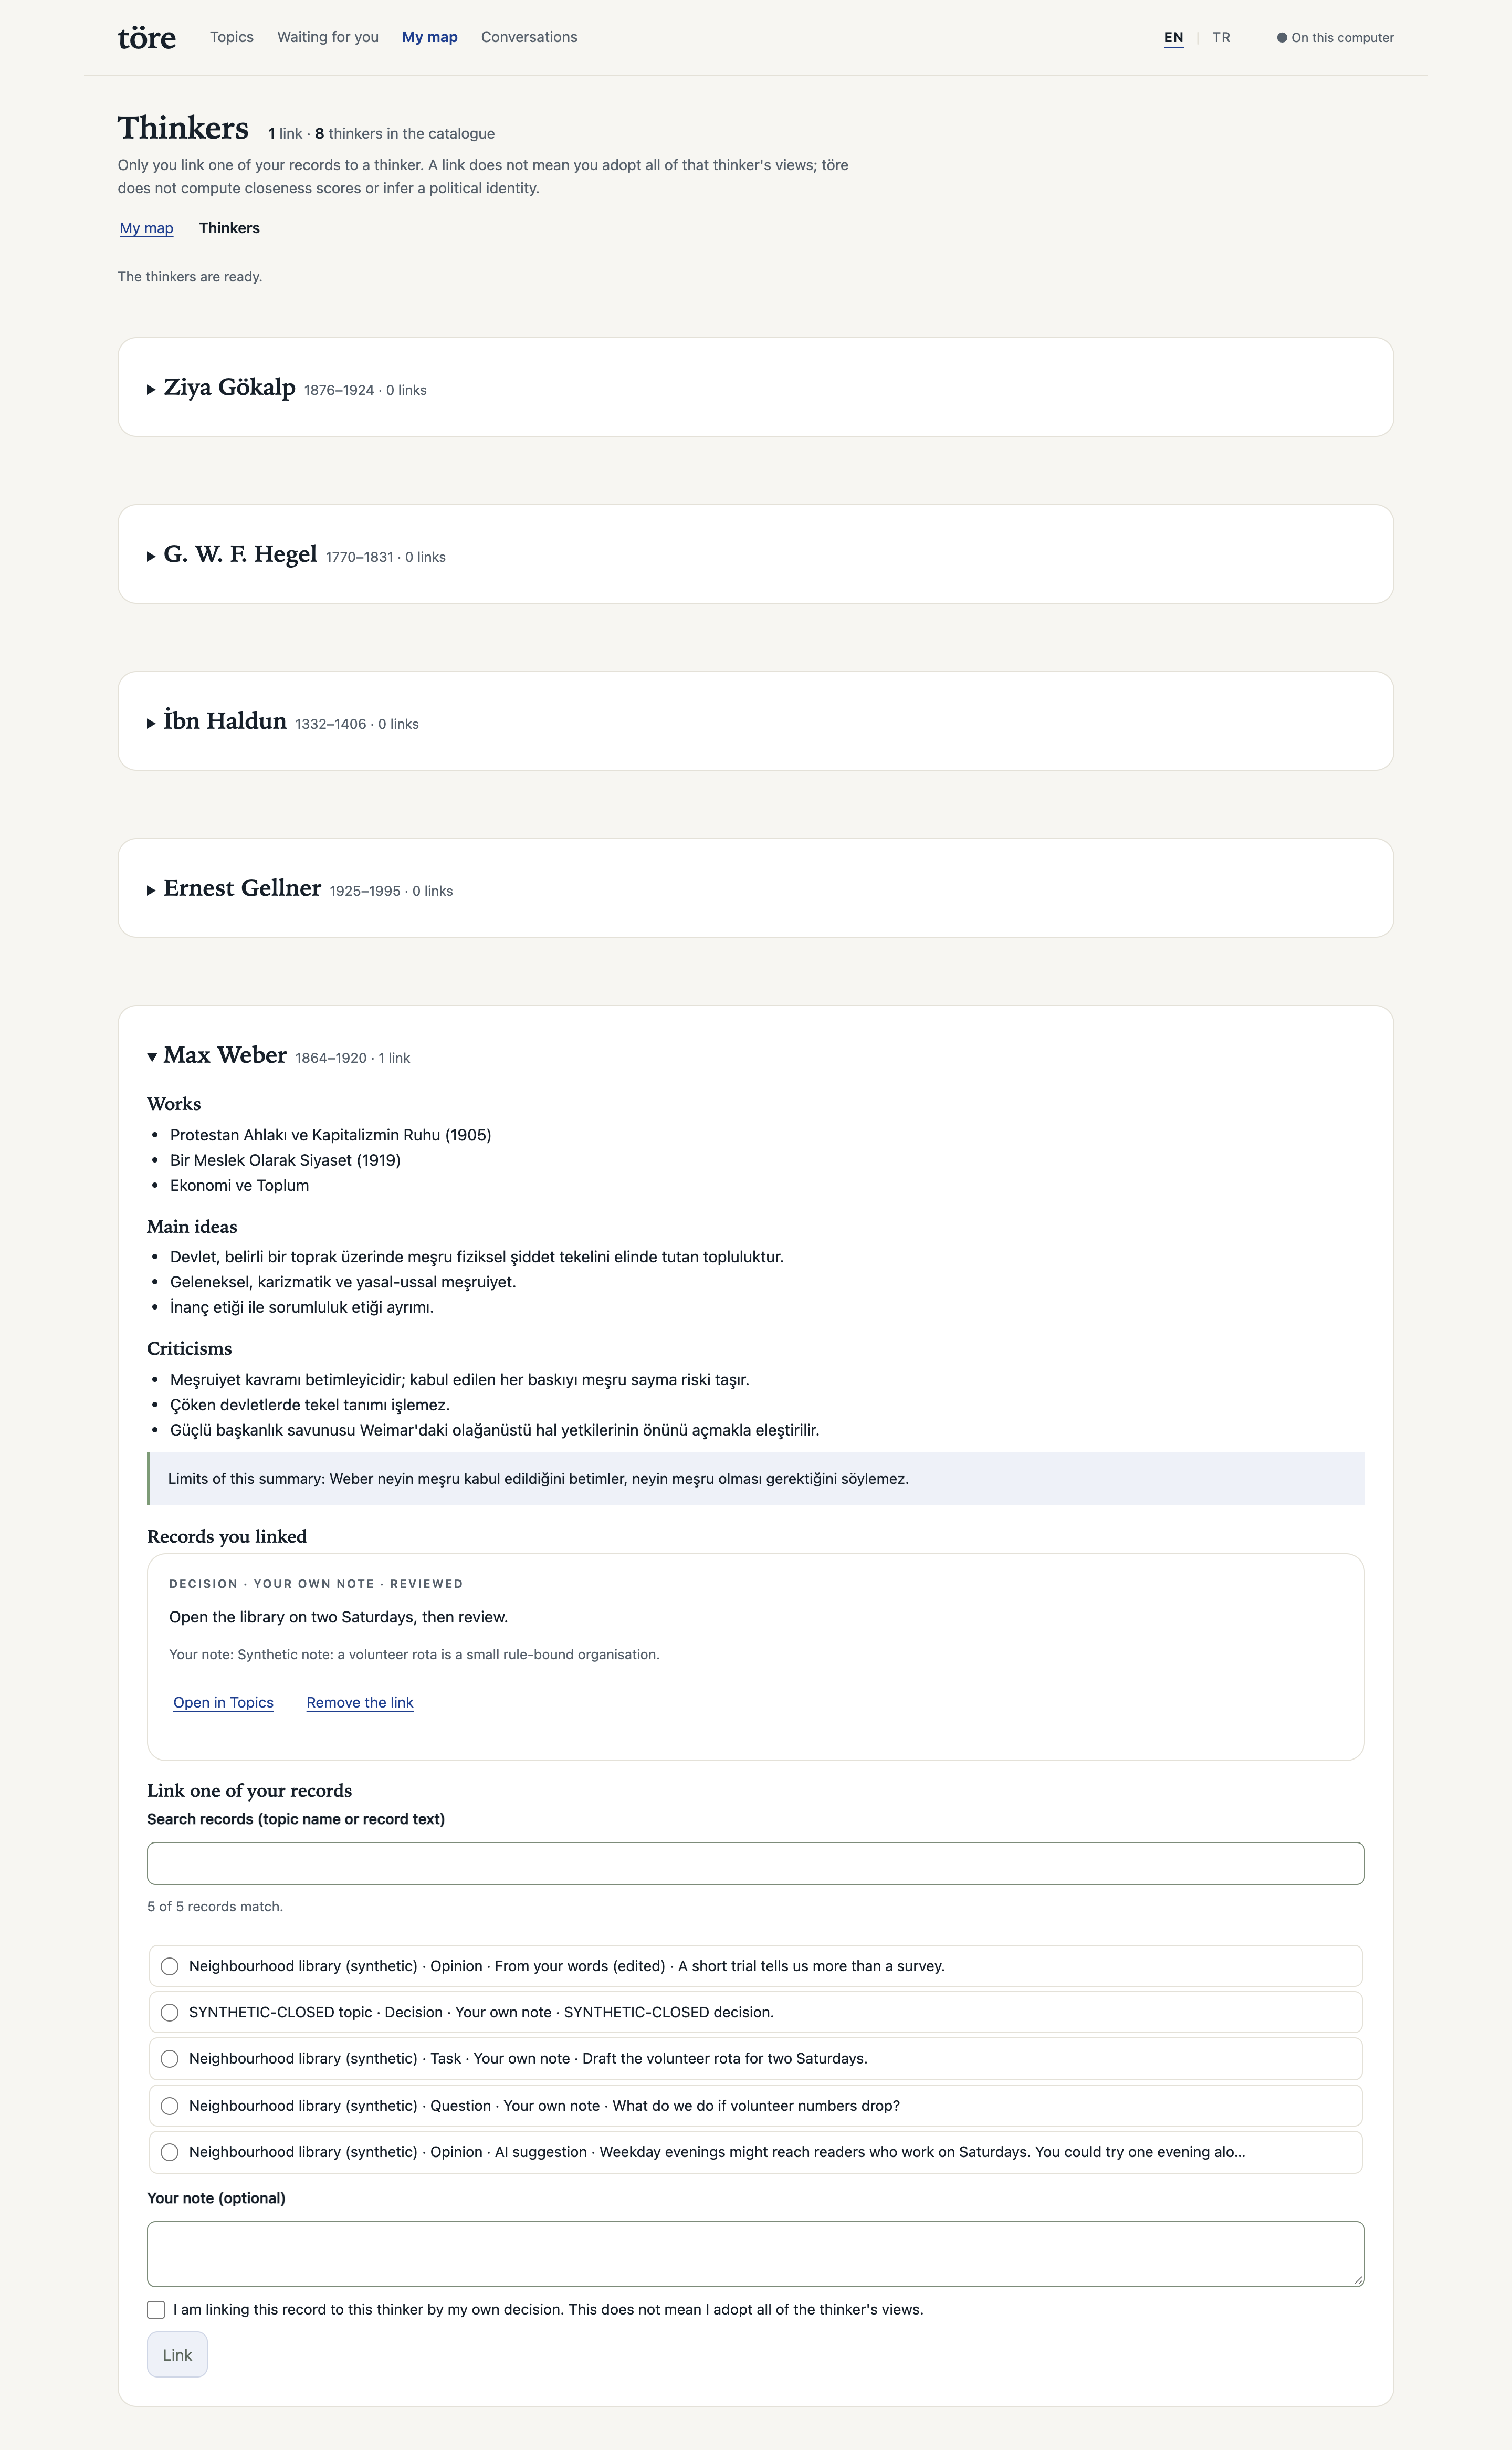 töre
Topics
Waiting for you
My map
Conversations
EN
TR
On this computer
Thinkers
1 link · 8 thinkers in the catalogue
Only you link one of your records to a thinker. A link does not mean you adopt all of that thinker's views; töre
does not compute closeness scores or infer a political identity.
My map
Thinkers
The thinkers are ready.
Ziya Gökalp 1876–1924 · 0 links
G. W. F. Hegel 1770–1831 · 0 links
İbn Haldun 1332–1406 · 0 links
Ernest Gellner 1925–1995 · 0 links
Max Weber 1864–1920 · 1 link
Works
• Protestan Ahlakı ve Kapitalizmin Ruhu (1905)
• Bir Meslek Olarak Siyaset (1919)
• Ekonomi ve Toplum
Main ideas
• Devlet, belirli bir toprak üzerinde meşru fiziksel şiddet tekelini elinde tutan topluluktur.
• Geleneksel, karizmatik ve yasal-ussal meşruiyet.
• İnanç etiği ile sorumluluk etiği ayrımı.
Criticisms
• Meşruiyet kavramı betimleyicidir; kabul edilen her baskıyı meşru sayma riski taşır.
• Çöken devletlerde tekel tanımı işlemez.
• Güçlü başkanlık savunusu Weimar'daki olağanüstü hal yetkilerinin önünü açmakla eleştirilir.
Limits of this summary: Weber neyin meşru kabul edildiğini betimler, neyin meşru olması gerektiğini söylemez.
Records you linked
DECISION · YOUR OWN NOTE · REVIEWED
Open the library on two Saturdays, then review.
Your note: Synthetic note: a volunteer rota is a small rule-bound organisation.
Open in Topics
Remove the link
Link one of your records
Search records (topic name or record text)
5 of 5 records match.
Neighbourhood library (synthetic) · Opinion · From your words (edited) · A short trial tells us more than a survey.
SYNTHETIC-CLOSED topic · Decision · Your own note · SYNTHETIC-CLOSED decision.
Neighbourhood library (synthetic) · Task · Your own note · Draft the volunteer rota for two Saturdays.
Neighbourhood library (synthetic) · Question · Your own note · What do we do if volunteer numbers drop?
Neighbourhood library (synthetic) · Opinion · AI suggestion · Weekday evenings might reach readers who work on Saturdays. You could try one evening alo...
Your note (optional)
I am linking this record to this thinker by my own decision. This does not mean I adopt all of the thinker's views.
Link